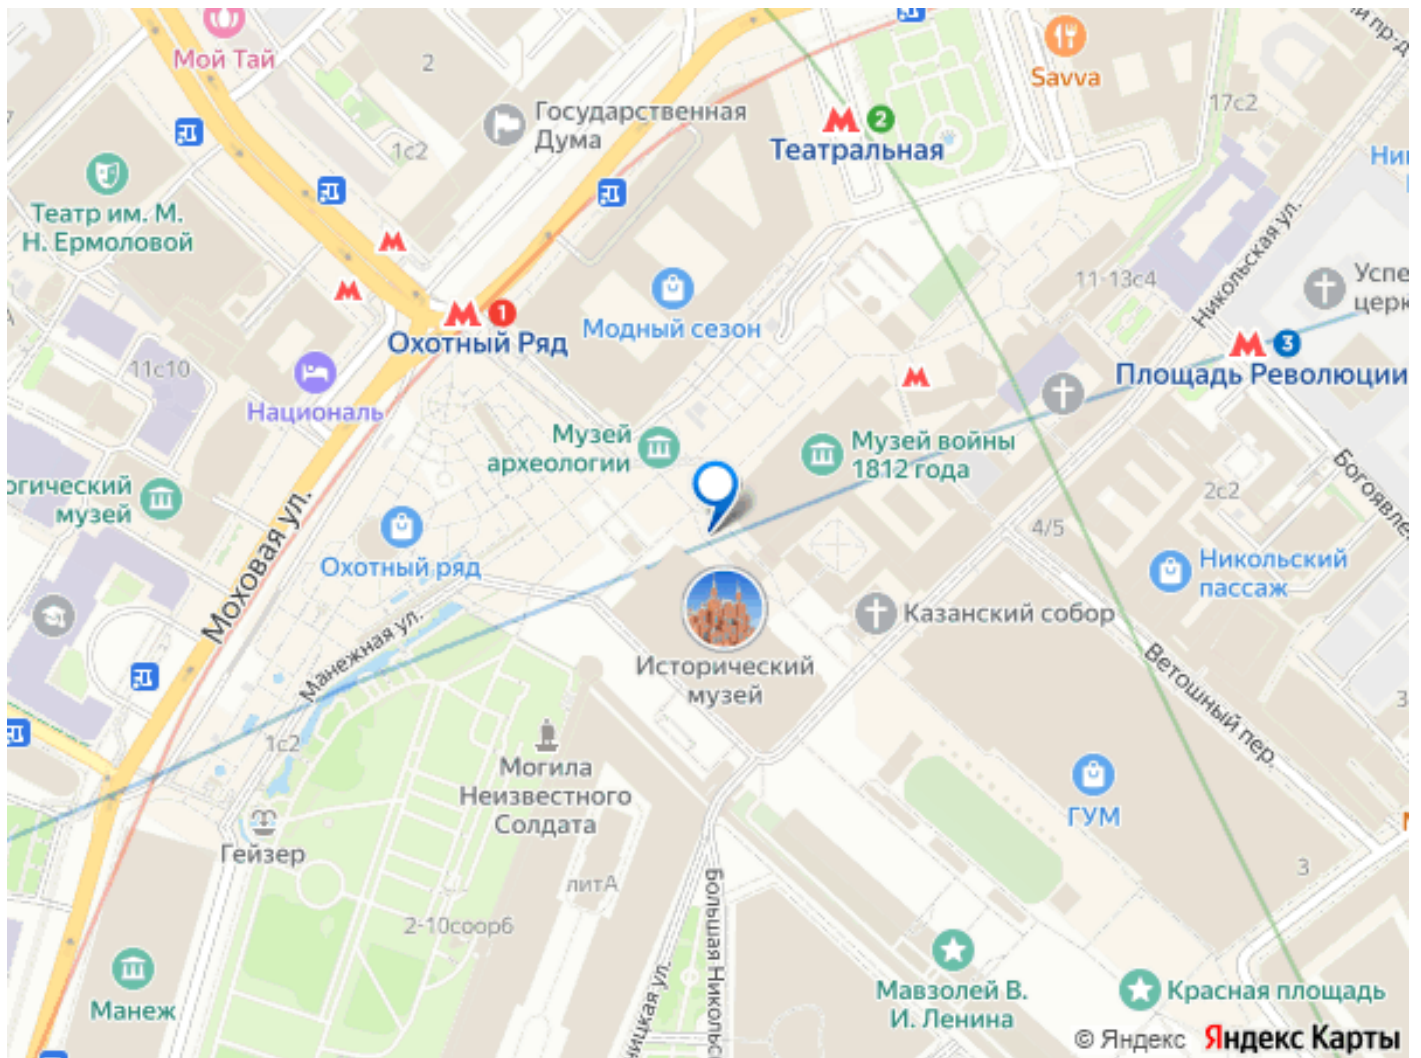 Мой Тай
2
Государственная
Дума
1с2
Savva
17с2
2
Театральная
Театр им. М.
Н. Ермоловой
Никольская ул.
11-13с4
Модный сезон
1
Охотный Ряд
3
Площадь Революции
11с10
Националь
Музей
археологии
Музей войны
1812 года
музей
2с2
4/5
Моховая ул.
Охотный ряд
Никольский
пассаж
Казанский собор
Манежная ул.
Исторический
музей
Ветошный пер.
1с2
Могила
Неизвестного
Солдата
ГУМ
Гейзер
литА
3
2-10соор6
Манеж
Мавзолей В.
И. Ленина
Красная площадь
© Яндекс Яндекс Карты